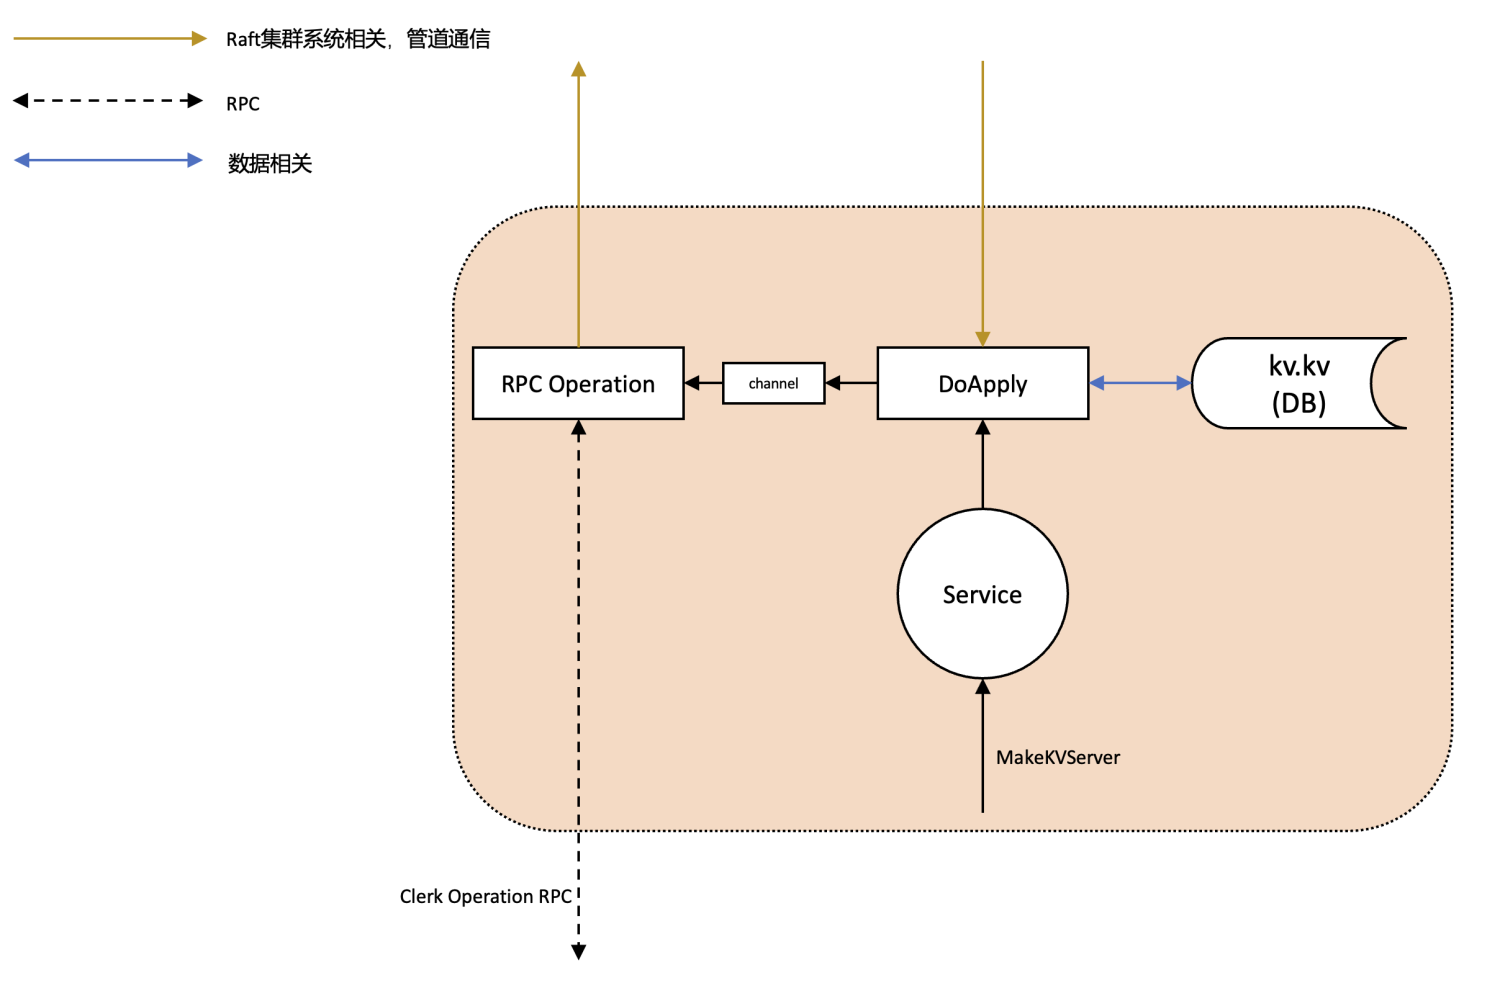 Raft集群系统相关，管道通信
RPC
数据相关
RPC Operation
channel
DoApply
kv.kv
(DB)
Service
MakeKVServer
Clerk Operation RPC